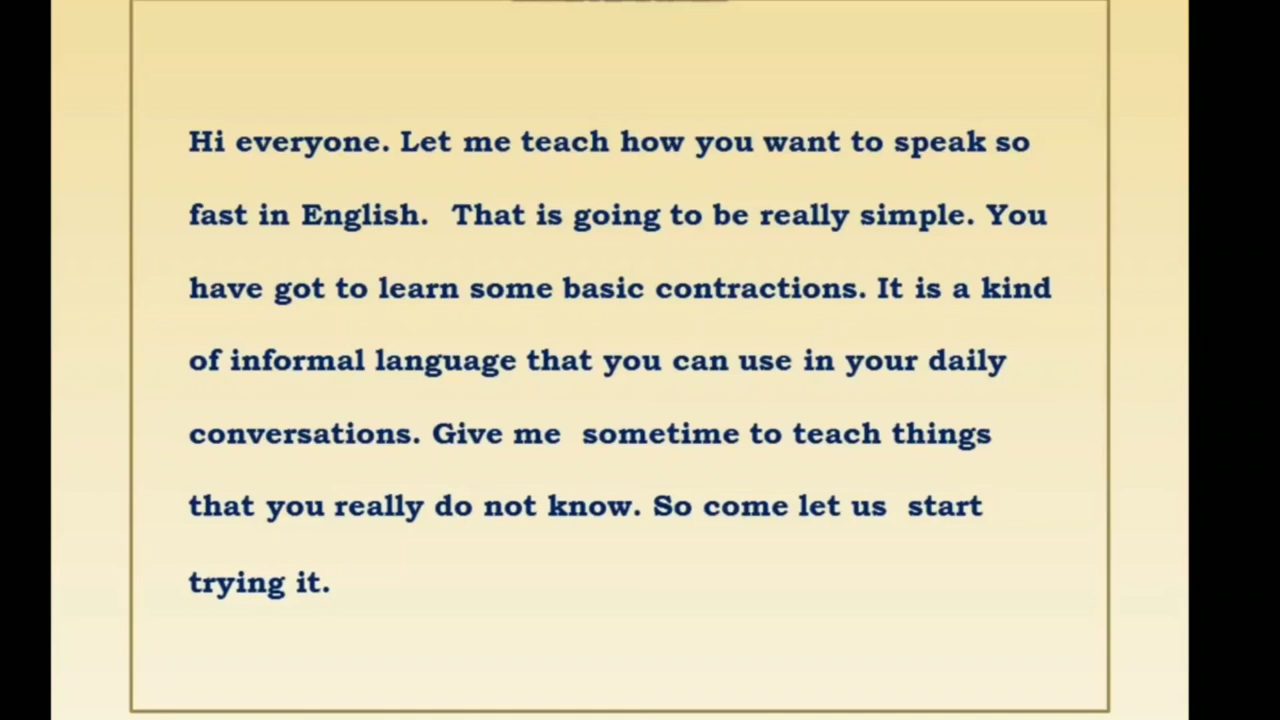 Hi everyone. Let me teach how you want to speak so
fast in English.  That is going to be really simple. You
have got to learn some basic contractions. It is a kind
of informal language that you can use in your daily
conversations. Give me  sometime to teach things
that you really do not know. So come let us  start
trying it.